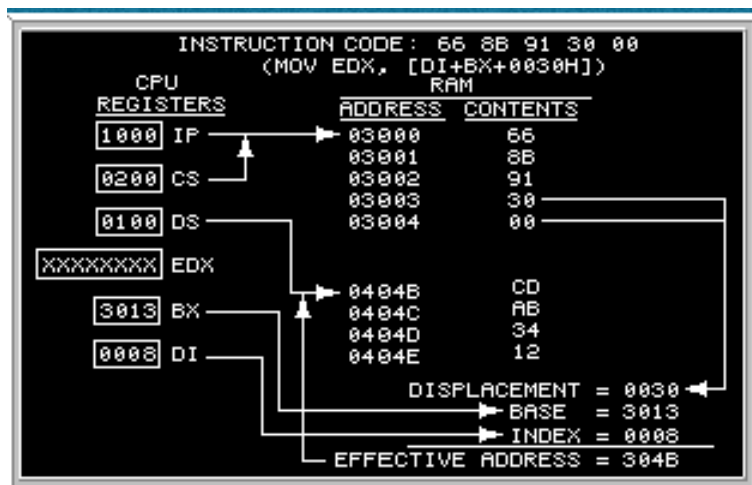 INSTRUCTION CODE: 66 8B 91 30 00
(MOV EDX, [DI+BX+0030H])
CPU RAM
REGISTERS ADDRESS CONTENTS
1000 IP 03000 66
03001 8B
0200 CS 03002 91
03003 30
0100 DS 03004 00
XXXXXXXX EDX
0404B CD
3013 BX 0404C AB
0404D 34
0008 DI 0404E 12
DISPLACEMENT = 0030
BASE = 3013
INDEX = 0008
EFFECTIVE ADDRESS = 304B